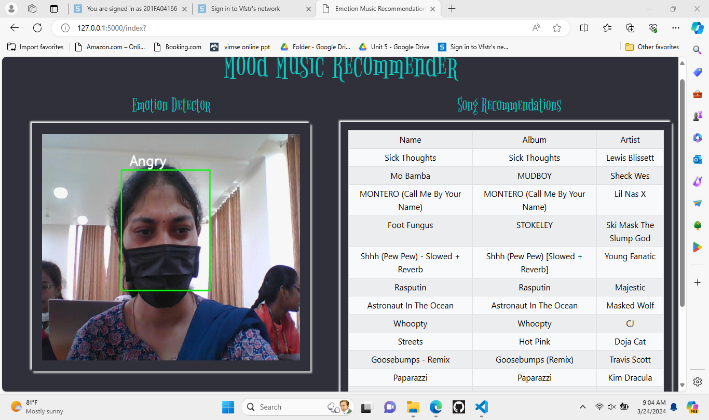 You are signed in as 201FA04156
Sign in to Vfstr's network
Emotion Music Recommendation
127.0.0.1:5000/index?
Import favorites
Amazon.com – Onli...
Booking.com
vimse online ppt
Folder - Google Dri...
Unit 5 - Google Drive
Sign in to Vfstr's ne...
Other favorites
Mood Music Recommender
Emotion Detector
Song Recommendations
Angry
Name Album Artist
Sick Thoughts Sick Thoughts Lewis Blissett
Mo Bamba MUDBOY Sheck Wes
MONTERO (Call Me By Your Name) MONTERO (Call Me By Your Name) Lil Nas X
Foot Fungus STOKELEY Ski Mask The Slump God
Shhh (Pew Pew) - Slowed + Reverb Shhh (Pew Pew) [Slowed + Reverb] Young Fanatic
Rasputin Rasputin Majestic
Astronaut In The Ocean Astronaut In The Ocean Masked Wolf
Whoopty Whoopty CJ
Streets Hot Pink Doja Cat
Goosebumps - Remix Goosebumps (Remix) Travis Scott
Paparazzi Paparazzi Kim Dracula
81°F
Mostly sunny
Search
9:04 AM
3/24/2024